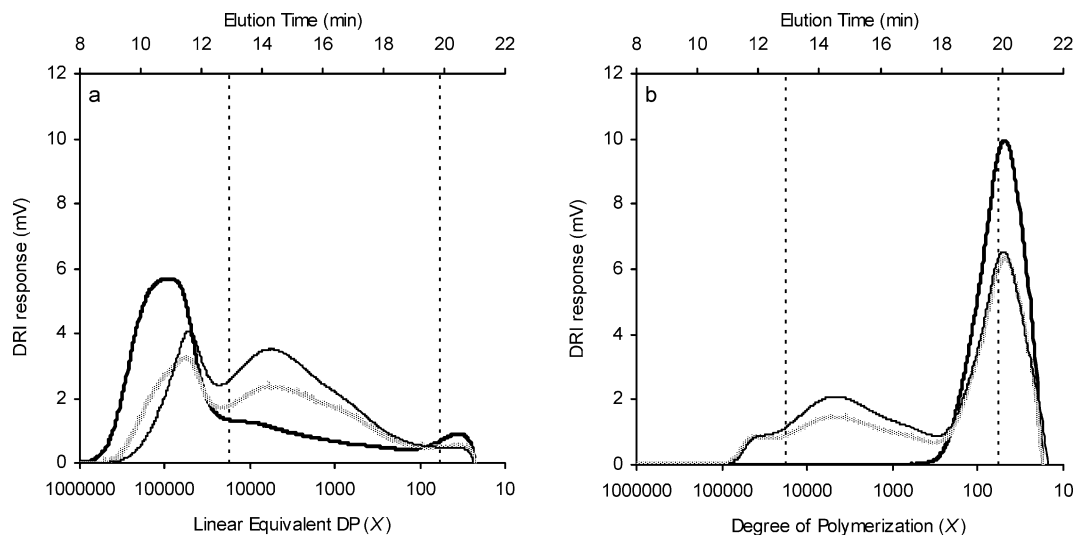 Elution Time (min)
8 10 12 14 16 18 20 22
12
10
8
6
4
2
0
DRI response (mV)
a
1000000 100000 10000 1000 100 10
Linear Equivalent DP (X)
Elution Time (min)
8 10 12 14 16 18 20 22
12
10
8
6
4
2
0
DRI response (mV)
b
1000000 100000 10000 1000 100 10
Degree of Polymerization (X)